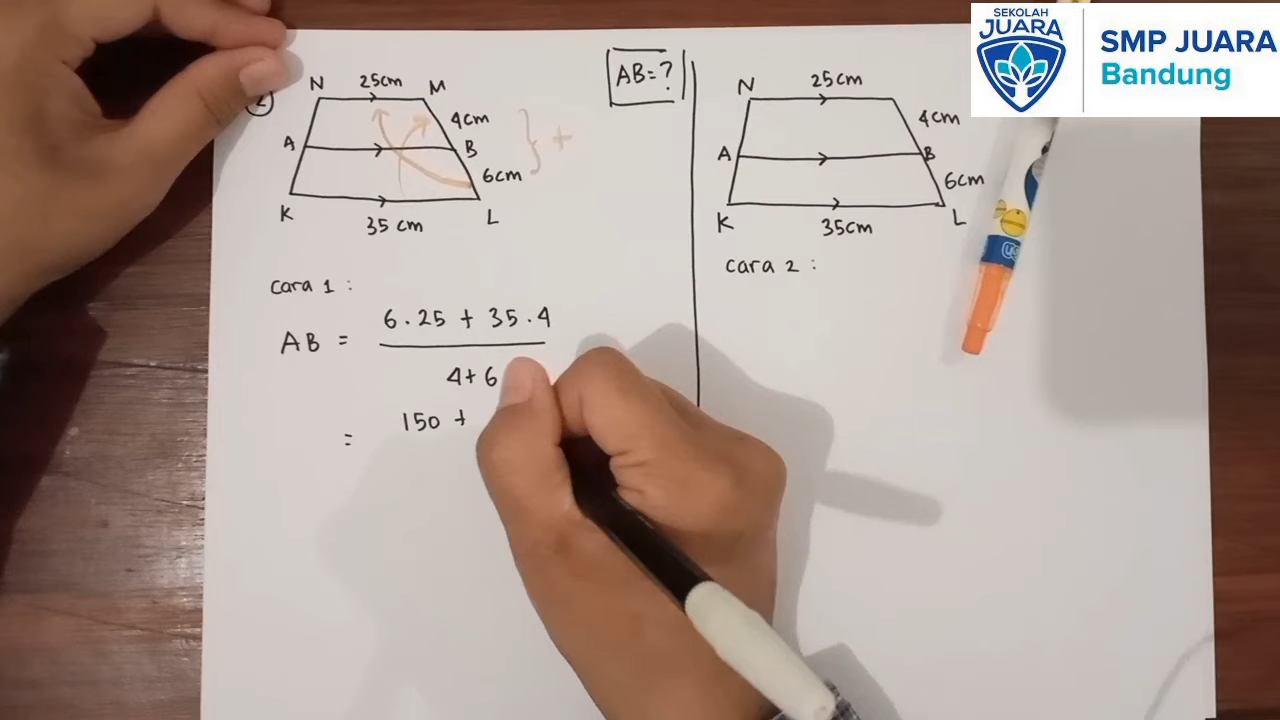 SEKOLAH
JUARA
SMP JUARA
Bandung
2
N 25cm M
4cm
A B
6cm
K L
35 cm
} +
AB = ?
N 25cm
4cm
A B
6cm
K L
35cm
Cara 1 :
AB = 6.25 + 35.4
4+6
= 150 +
Cara 2 :